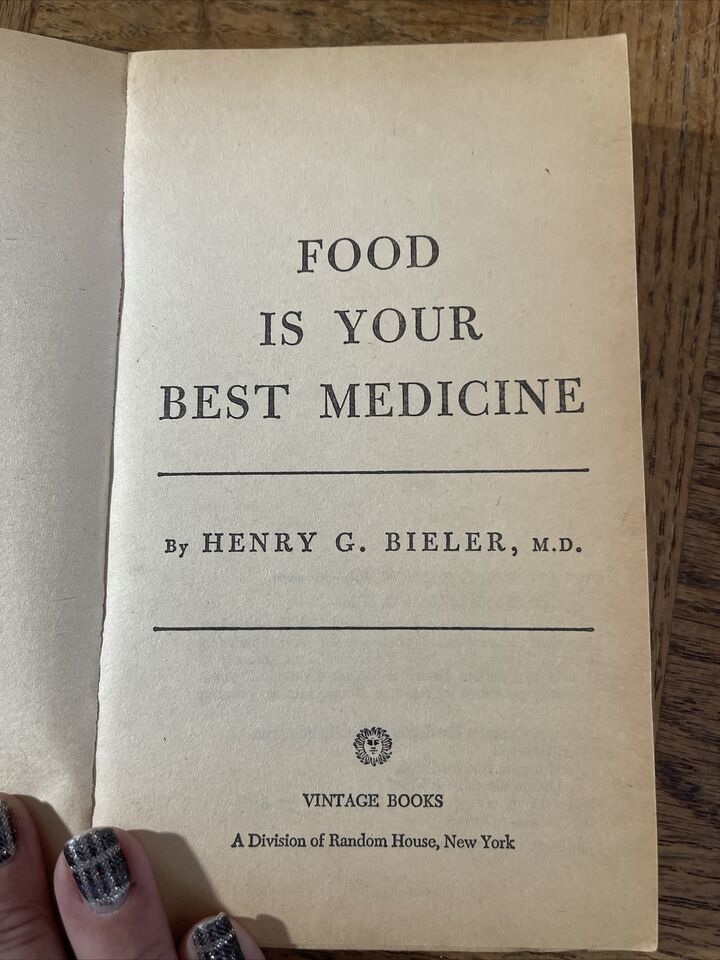 FOOD
IS YOUR
BEST MEDICINE
By HENRY G. BIELER, M.D.
VINTAGE BOOKS
A Division of Random House, New York